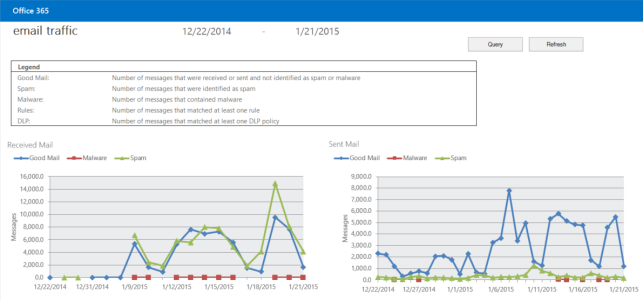 Office 365
email traffic 12/22/2014 - 1/21/2015
Query Refresh
Legend
Good Mail: Number of messages that were received or sent and not identified as spam or malware
Spam: Number of messages that were identified as spam
Malware: Number of messages that contained malware
Rules: Number of messages that matched at least one rule
DLP: Number of messages that matched at least one DLP policy
Received Mail
Good Mail Malware Spam
16,000.0
14,000.0
12,000.0
10,000.0
8,000.0
6,000.0
4,000.0
2,000.0
0.0
Messages
12/22/2014 12/31/2014 1/9/2015 1/12/2015 1/15/2015 1/18/2015 1/21/2015
Sent Mail
Good Mail Malware Spam
9,000.0
8,000.0
7,000.0
6,000.0
5,000.0
4,000.0
3,000.0
2,000.0
1,000.0
0.0
Messages
12/22/2014 12/27/2014 1/6/2015 1/11/2015 1/16/2015 1/21/2015